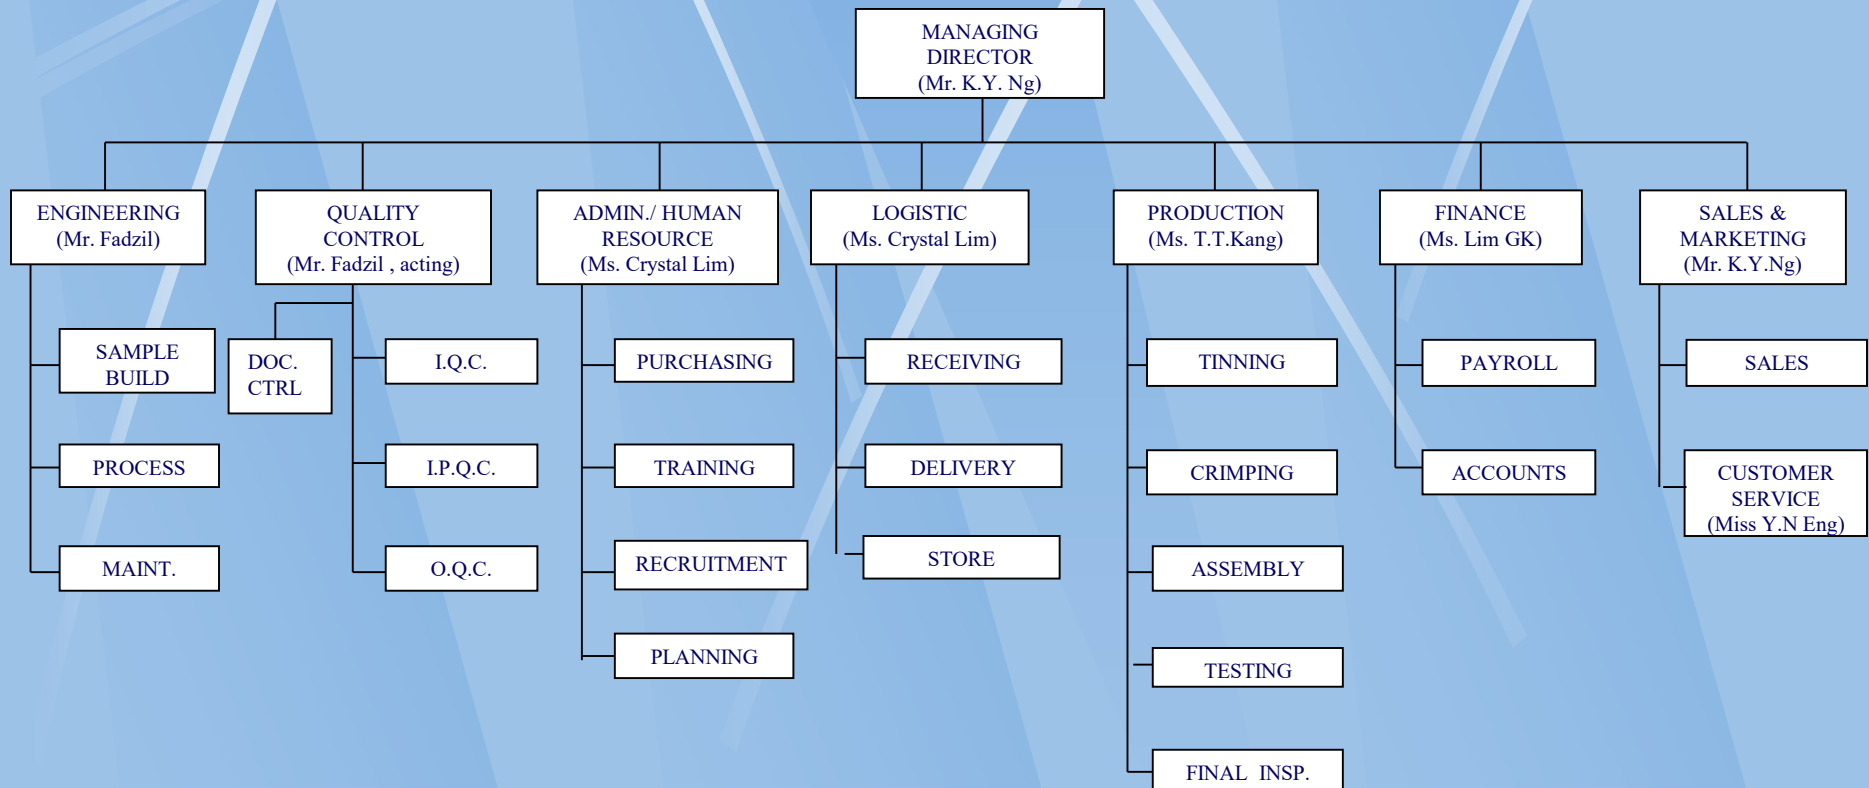 MANAGING
DIRECTOR
(Mr. K.Y. Ng)
ENGINEERING
(Mr. Fadzil)
QUALITY
CONTROL
(Mr. Fadzil , acting)
ADMIN./ HUMAN
RESOURCE
(Ms. Crystal Lim)
LOGISTIC
(Ms. Crystal Lim)
PRODUCTION
(Ms. T.T.Kang)
FINANCE
(Ms. Lim GK)
SALES &
MARKETING
(Mr. K.Y.Ng)
SAMPLE
BUILD
PROCESS
MAINT.
DOC.
CTRL
I.Q.C.
I.P.Q.C.
O.Q.C.
PURCHASING
TRAINING
RECRUITMENT
PLANNING
RECEIVING
DELIVERY
STORE
TINNING
CRIMPING
ASSEMBLY
TESTING
FINAL INSP.
PAYROLL
ACCOUNTS
SALES
CUSTOMER
SERVICE
(Miss Y.N Eng)